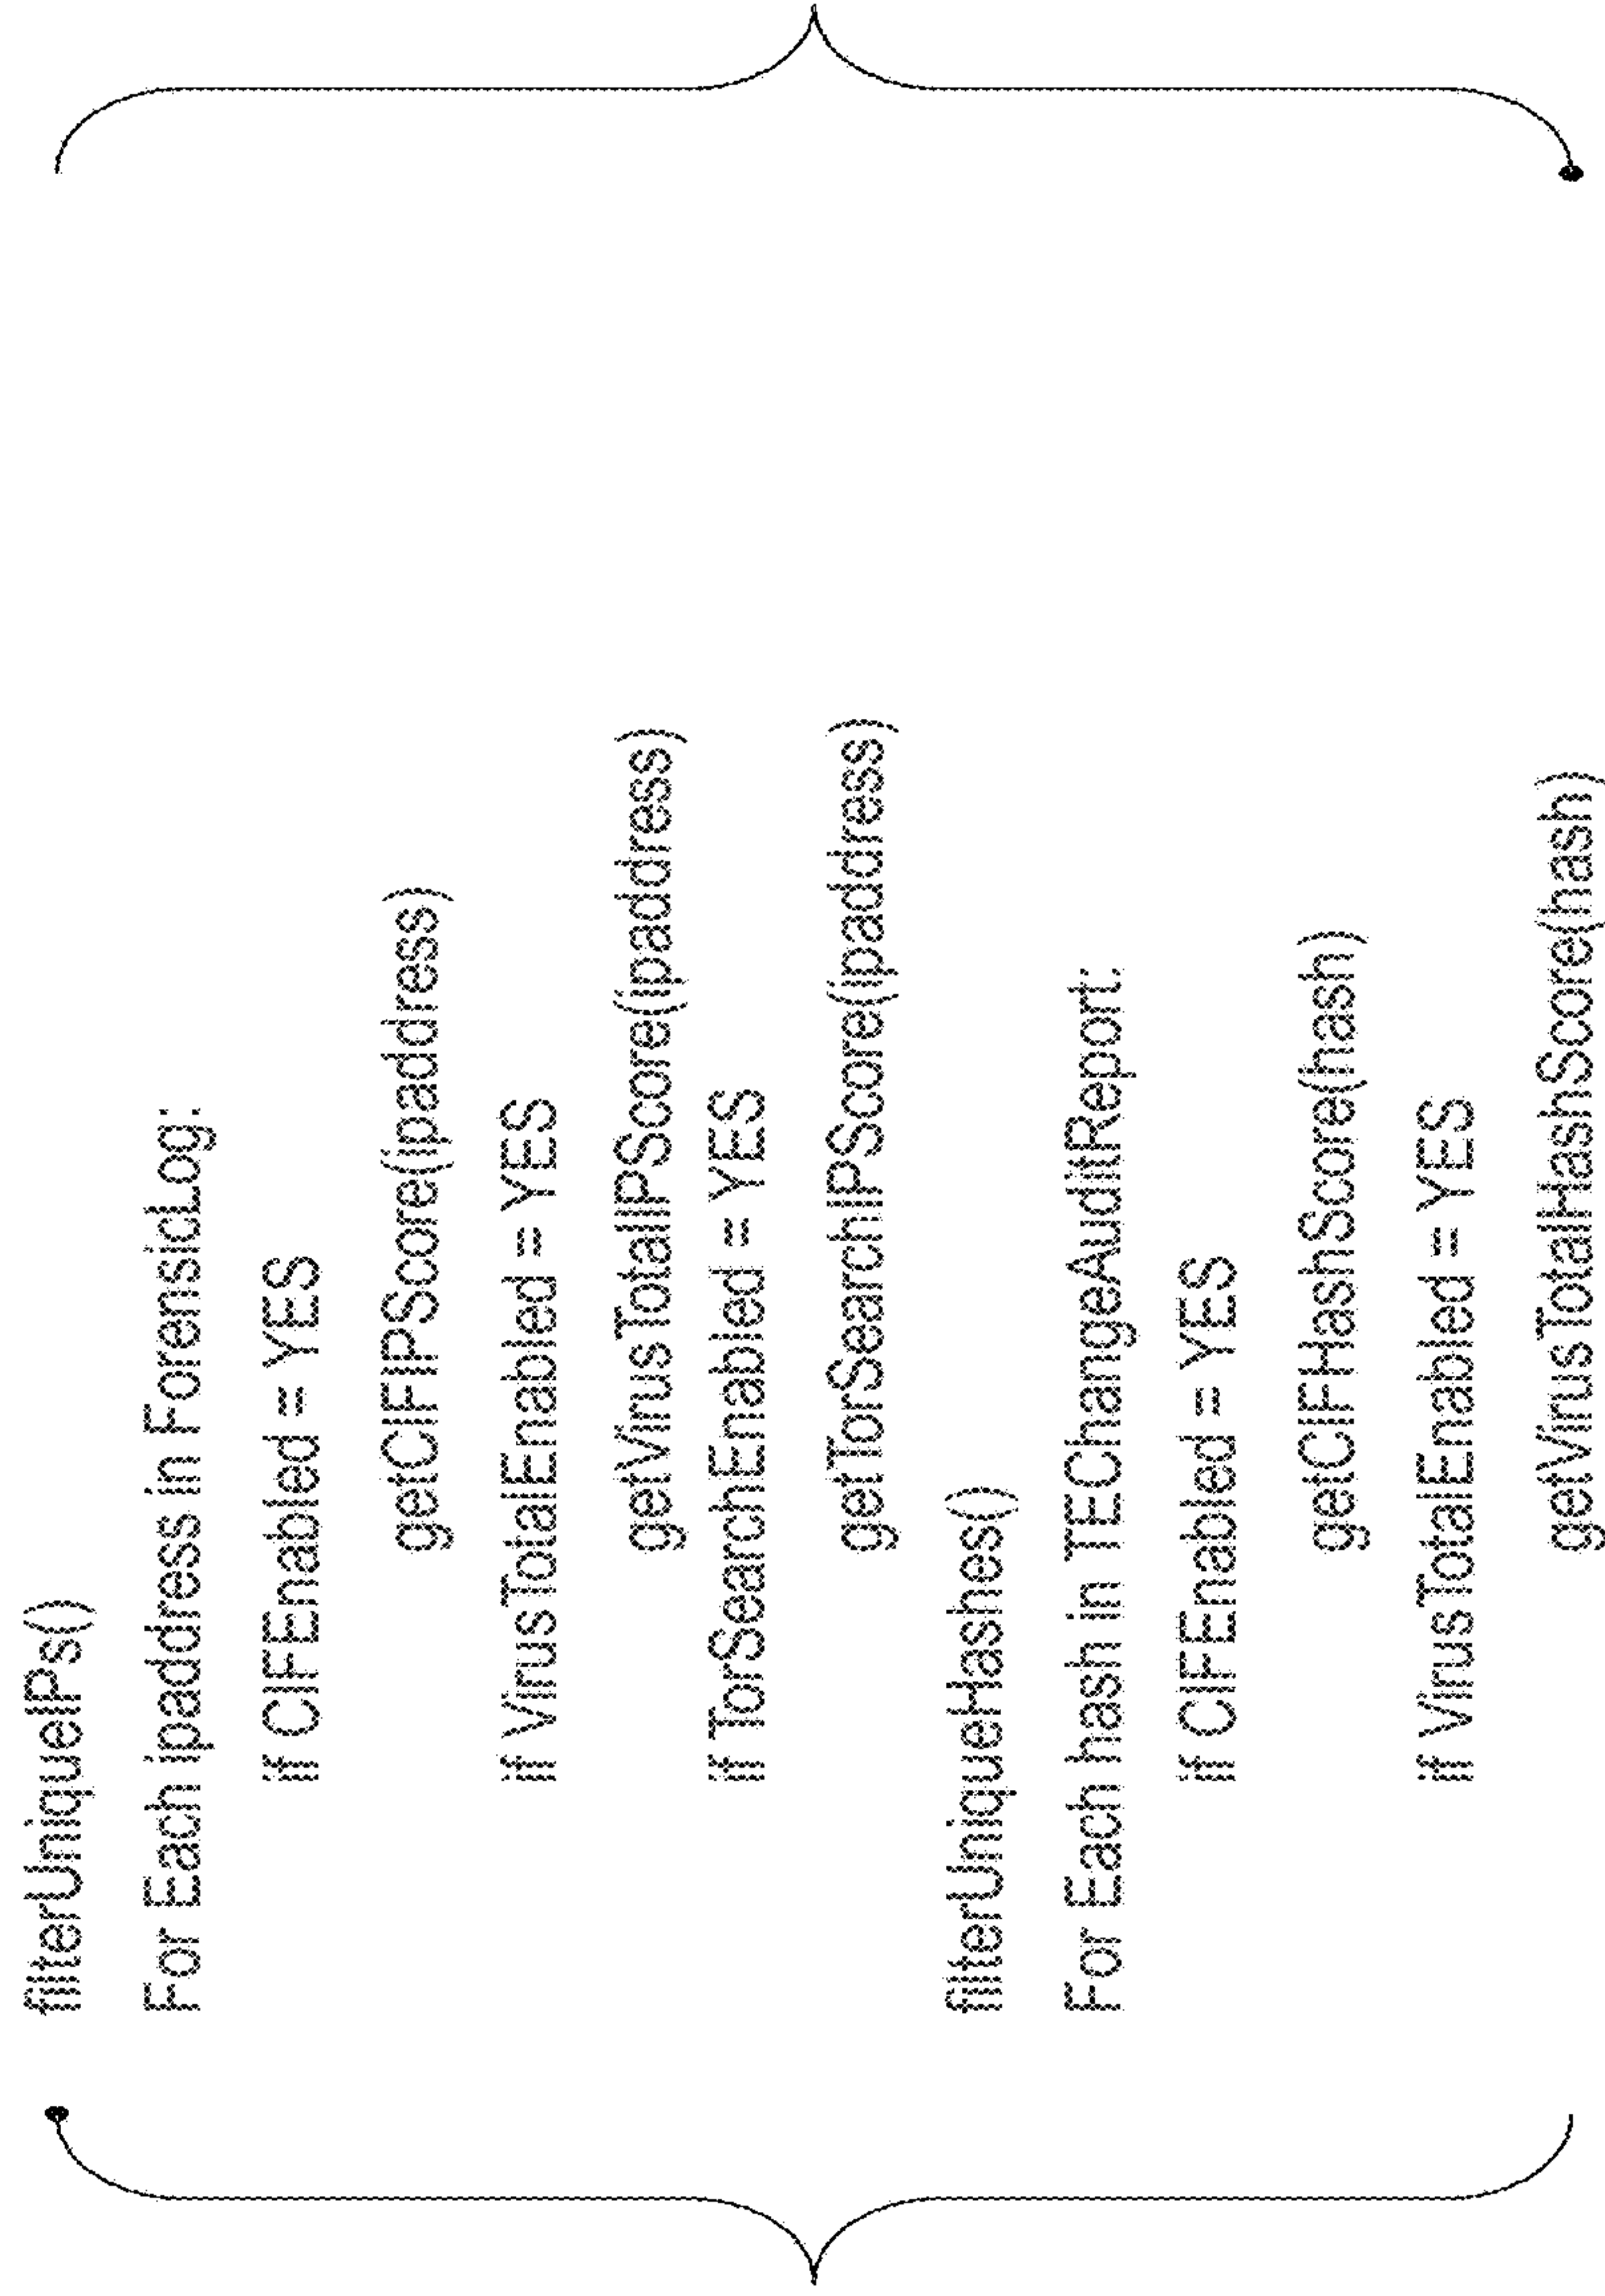 filterUniqueIPs()
For Each ipaddress in ForensicLog:
if CIFEnabled = YES
getCIFIPScore(ipaddress)
if VirusTotalEnabled = YES
getVirusTotalIPScore(ipaddress)
if TorSearchEnabled = YES
getTorSearchIPScore(ipaddress)
filterUniqueHashes()
For Each hash in TEChangeAuditReport:
if CIFEnabled = YES
getCIFHashScore(hash)
if VirusTotalEnabled = YES
getVirusTotalHashScore(hash)